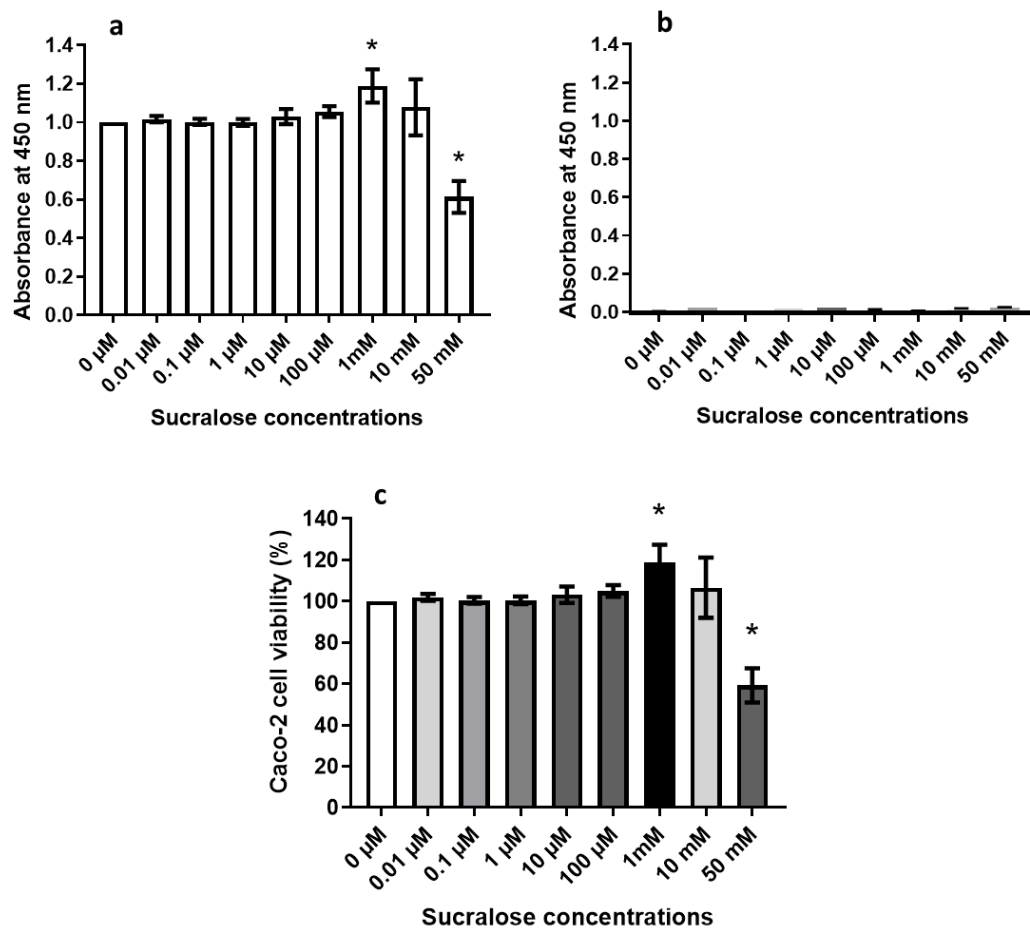 a
*
*
1.4
1.2
1.0
0.8
0.6
0.4
0.2
0.0
Absorbance at 450 nm
0 µM
0.01 µM
0.1 µM
1 µM
10 µM
100 µM
1mM
10 mM
50 mM
Sucralose concentrations
b
1.4
1.2
1.0
0.8
0.6
0.4
0.2
0.0
Absorbance at 450 nm
0 µM
0.01 µM
0.1 µM
1 µM
10 µM
100 µM
1 mM
10 mM
50 mM
Sucralose concentrations
c
*
*
140
120
100
80
60
40
20
0
Caco-2 cell viability (%)
0 µM
0.01 µM
0.1 µM
1 µM
10 µM
100 µM
1mM
10 mM
50 mM
Sucralose concentrations